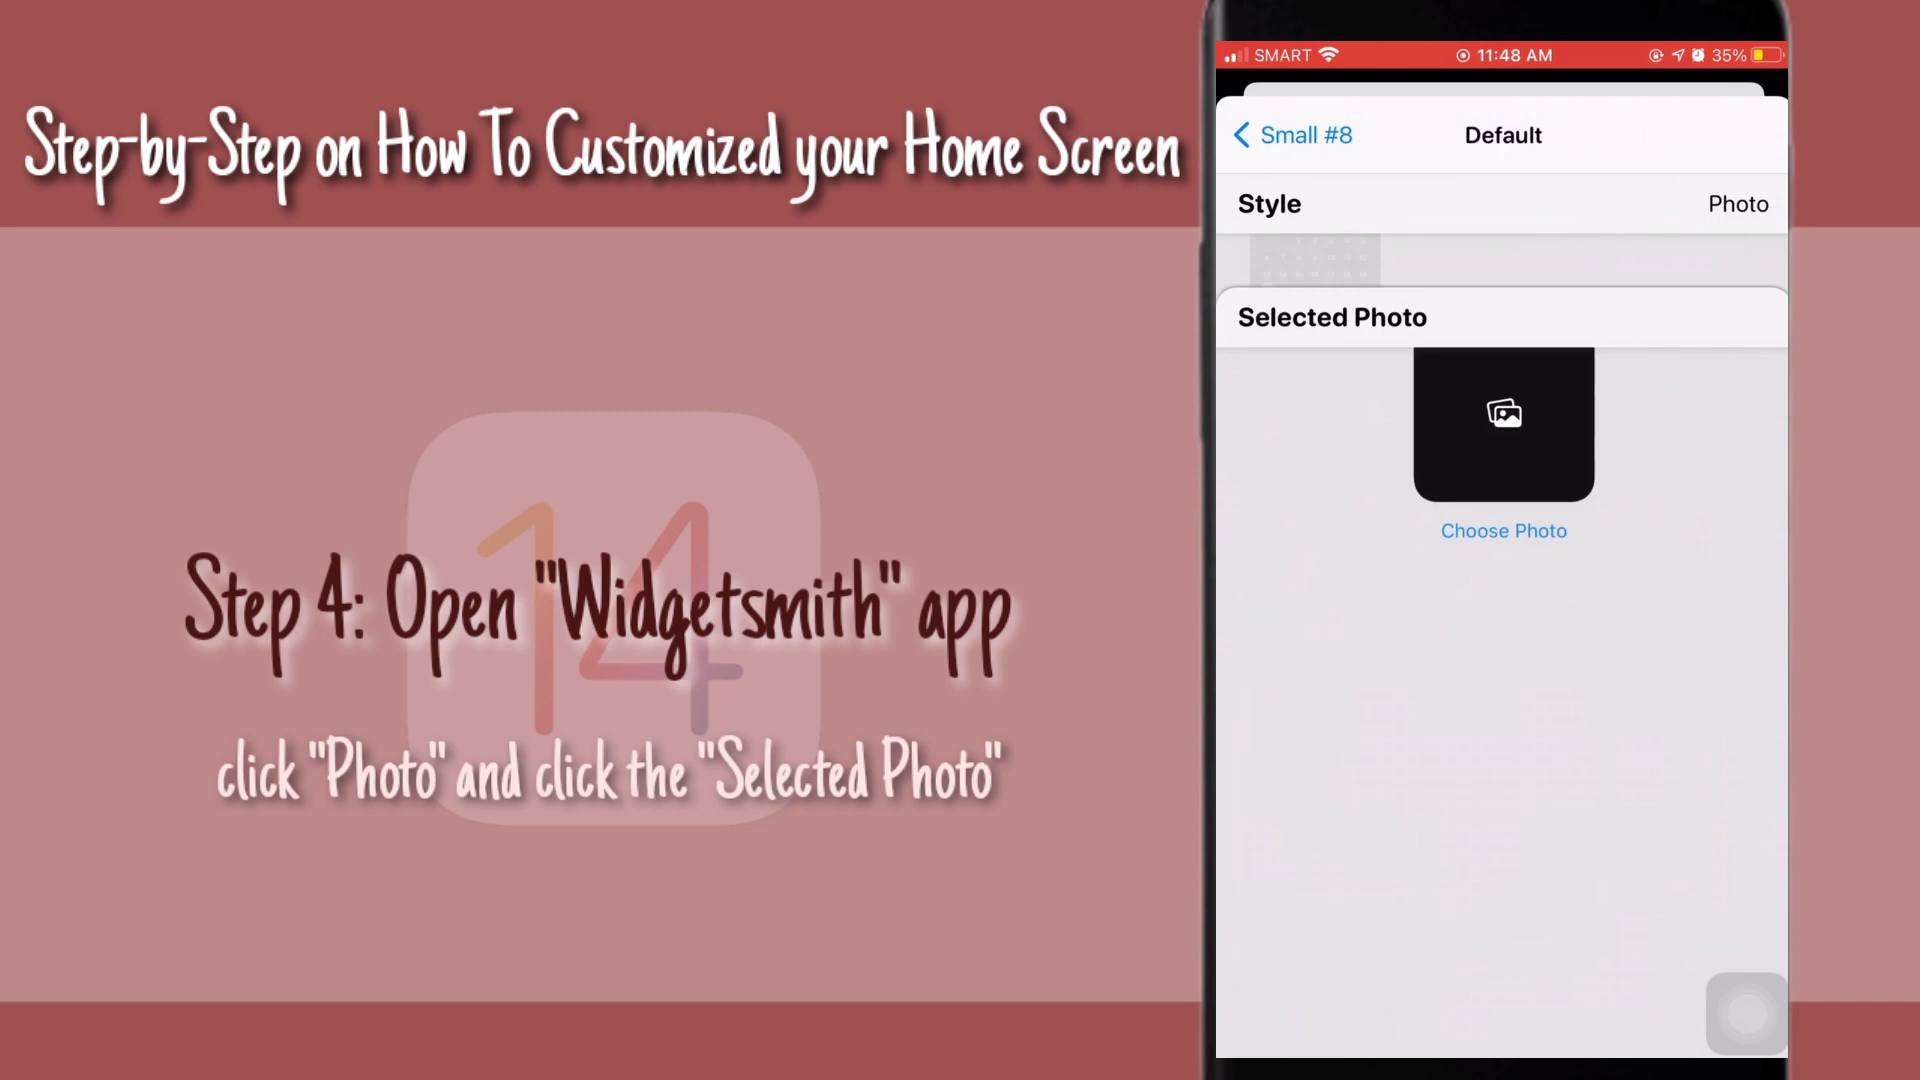 Step-by-Step on How To Customized your Home Screen
14
Step 4: Open "Widgetsmith" app
click "Photo" and click the "Selected Photo"
SMART 11:48 AM 35%
Small #8 Default
Style Photo
Selected Photo
Choose Photo